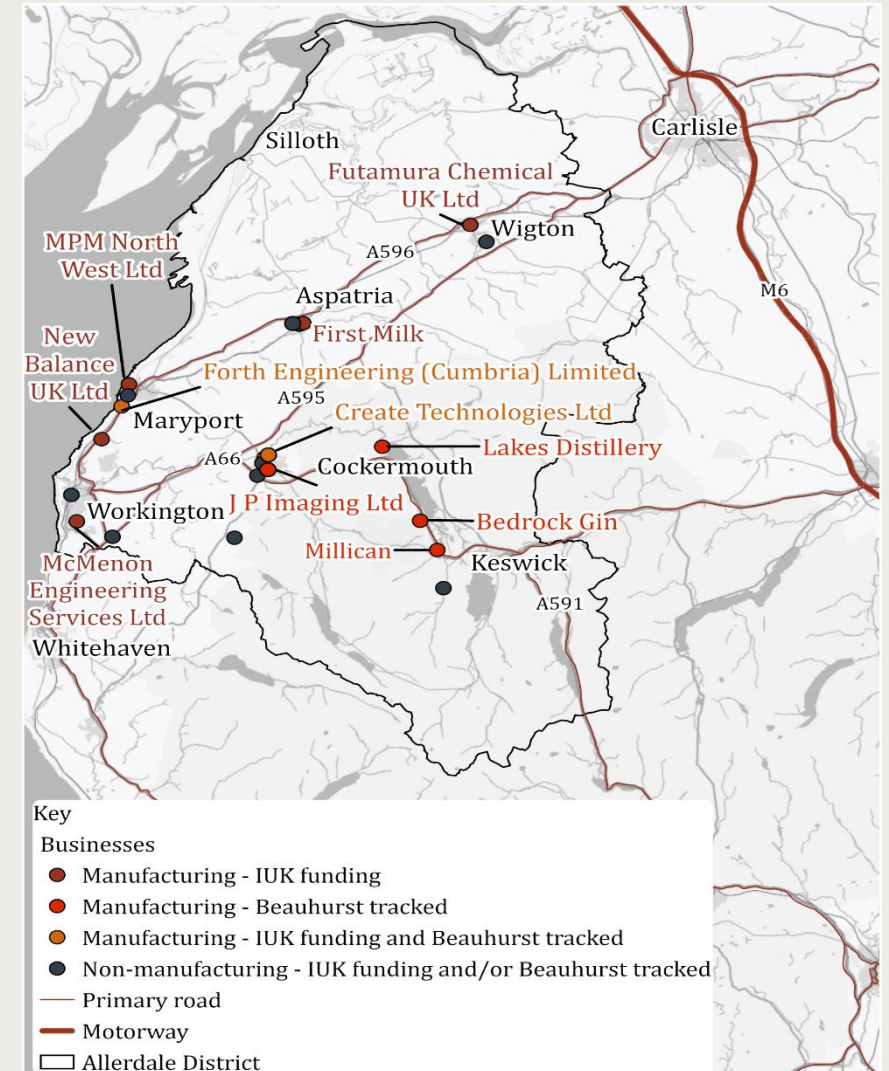 Carlisle
Silloth
Futamura Chemical
UK Ltd
Wigton
MPM North
West Ltd
A596
M6
Aspatria
First Milk
New
Balance
UK Ltd
Forth Engineering (Cumbria) Limited
A595
Create Technologies Ltd
Maryport
Lakes Distillery
A66
Cockermouth
J P Imaging Ltd
Workington
Bedrock Gin
Millican
Keswick
McMenon
Engineering
Services Ltd
A591
Whitehaven
Key
Businesses
Manufacturing - IUK funding
Manufacturing - Beauhurst tracked
Manufacturing - IUK funding and Beauhurst tracked
Non-manufacturing - IUK funding and/or Beauhurst tracked
Primary road
Motorway
Allerdale District